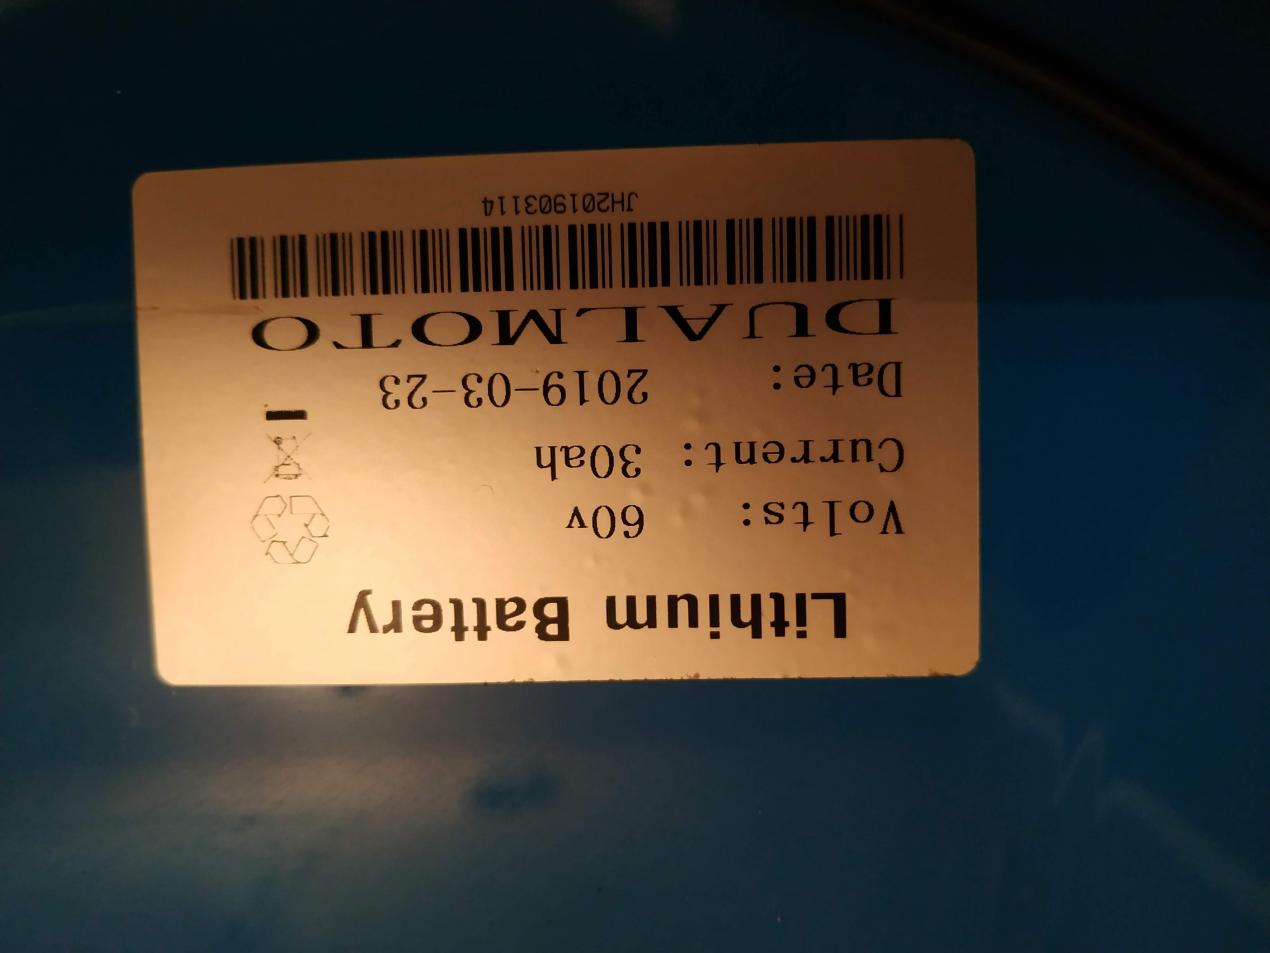 Lithium Battery
Volts: 60v
Current: 30ah
Date: 2019-03-23
DUALMOTO
JH201903114